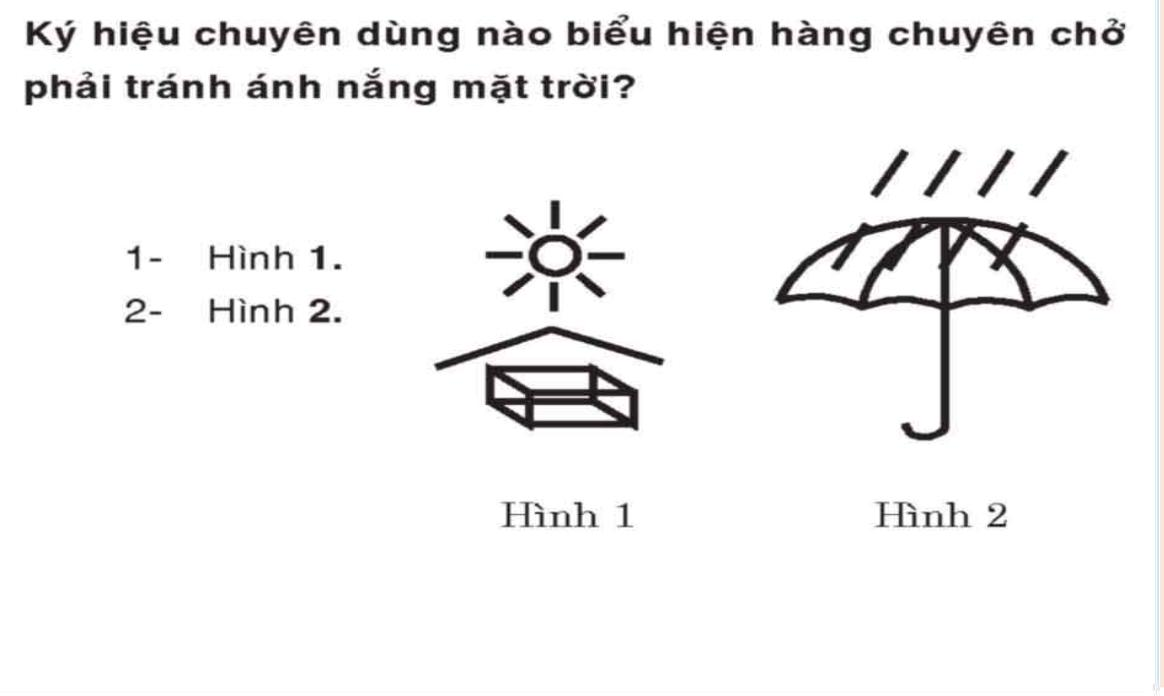 Ký hiệu chuyên dùng nào biểu hiện hàng chuyên chở
phải tránh ánh nắng mặt trời?
1- Hình 1.
2- Hình 2.
Hình 1
Hình 2